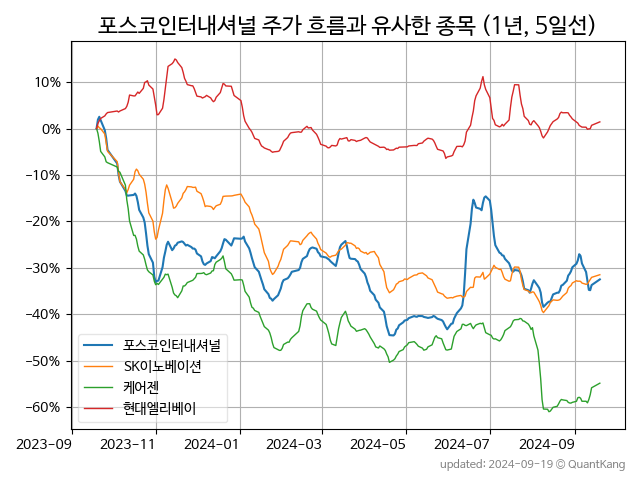 포스코인터내셔널 주가 흐름과 유사한 종목 (1년, 5일선)
10%
0%
−10%
−20%
−30%
−40%
−50%
−60%
포스코인터내셔널
SK이노베이션
케어젠
현대엘리베이
2023-09 2023-11 2024-01 2024-03 2024-05 2024-07 2024-09
updated: 2024-09-19 © QuantKang